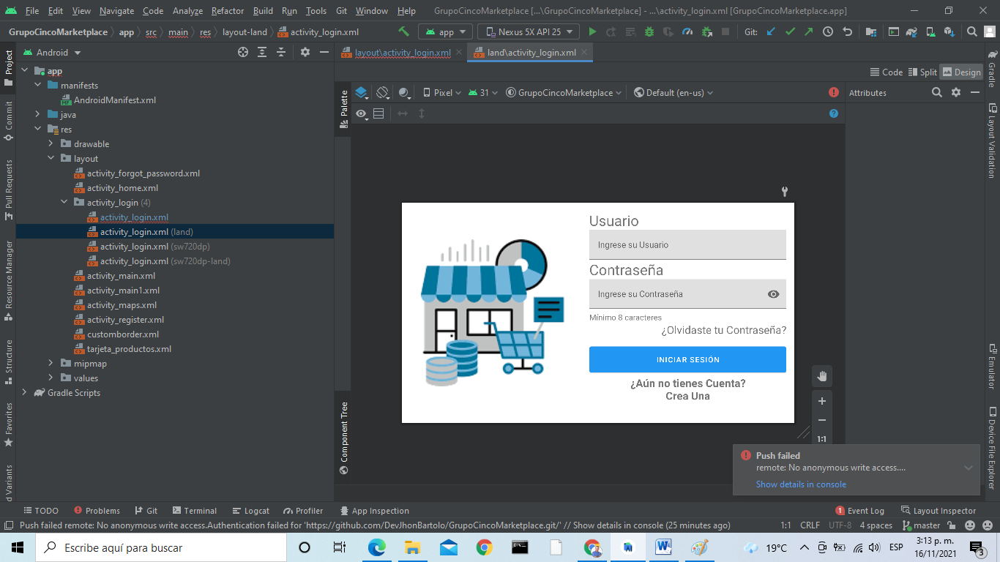 File Edit View Navigate Code Analyze Refactor Build Run Tools Git Window Help GrupoCincoMarketplace [...\GrupoCincoMarketplace] - ...\activity_login.xml [GrupoCincoMarketplace.app]
GrupoCincoMarketplace app src main res layout-land activity_login.xml app Nexus 5X API 25 Git:
Android layout\activity_login.xml land\activity_login.xml
Code Split Design
Project
Commit
Pull Requests
Resource Manager
Structure
Favorites
d Variants
app
manifests
AndroidManifest.xml
java
res
drawable
layout
activity_forgot_password.xml
activity_home.xml
activity_login (4)
activity_login.xml
activity_login.xml (land)
activity_login.xml (sw720dp)
activity_login.xml (sw720dp-land)
activity_main.xml
activity_main1.xml
activity_maps.xml
activity_register.xml
customborder.xml
tarjeta_productos.xml
mipmap
values
Gradle Scripts
Palette
Component Tree
Pixel 31 GrupoCincoMarketplace Default (en-us)
Attributes
Usuario
Ingrese su Usuario
Contraseña
Ingrese su Contraseña
Mínimo 8 caracteres
¿Olvidaste tu Contraseña?
INICIAR SESIÓN
¿Aún no tienes Cuenta?
Crea Una
1:1
Gradle
Layout Validation
Emulator
Device File Explorer
Push failed
remote: No anonymous write access....
Show details in console
TODO Problems Git Terminal Logcat Profiler App Inspection Event Log Layout Inspector
Push failed remote: No anonymous write access.Authentication failed for 'https://github.com/DevJhonBartolo/GrupoCincoMarketplace.git/' // Show details in console (25 minutes ago) 1:1 CRLF UTF-8 4 spaces master
Escribe aquí para buscar 19°C ESP 3:13 p. m.
16/11/2021 3